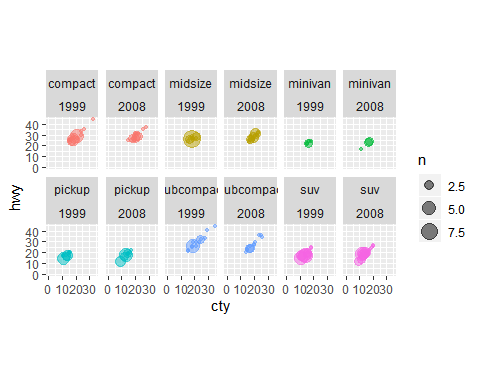 compact compact midsize midsize minivan minivan
1999 2008 1999 2008 1999 2008
40
30
20
10
0
pickup pickup ubcompac ubcompac suv suv
1999 2008 1999 2008 1999 2008
40
30
20
10
0
0 102030 0 102030 0 102030 0 102030 0 102030 0 102030
cty
hwy
n
2.5
5.0
7.5